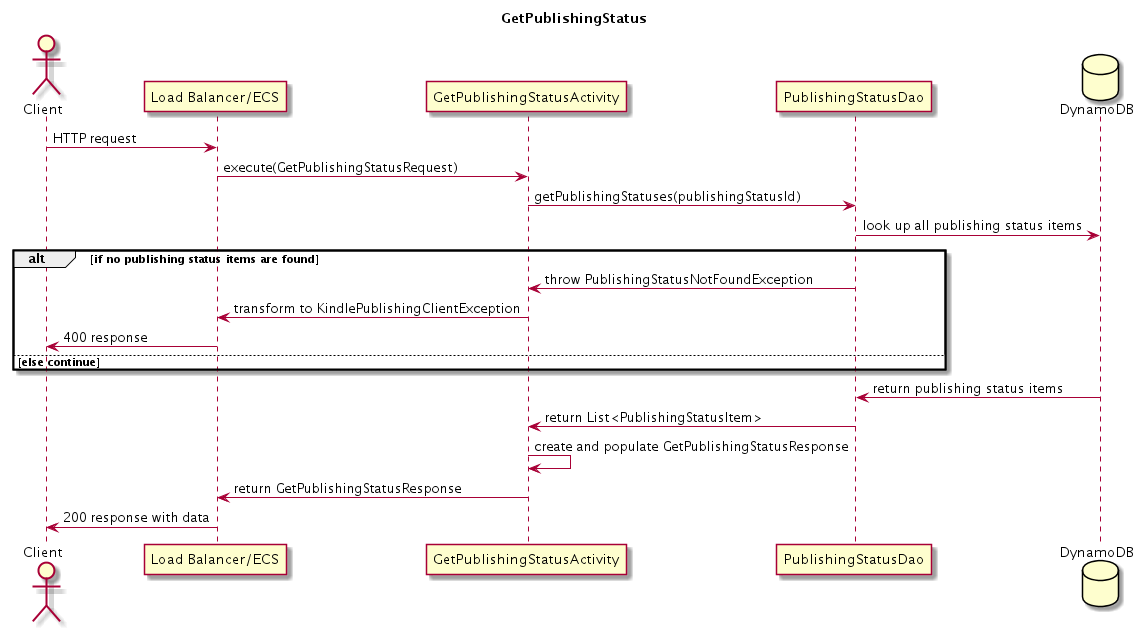 GetPublishingStatus
Client
Load Balancer/ECS
GetPublishingStatusActivity
PublishingStatusDao
DynamoDB
HTTP request
execute(GetPublishingStatusRequest)
getPublishingStatuses(publishingStatusId)
look up all publishing status items
alt
[if no publishing status items are found]
throw PublishingStatusNotFoundException
transform to KindlePublishingClientException
400 response
[else continue]
return publishing status items
return List<PublishingStatusItem>
create and populate GetPublishingStatusResponse
return GetPublishingStatusResponse
200 response with data
Client
Load Balancer/ECS
GetPublishingStatusActivity
PublishingStatusDao
DynamoDB